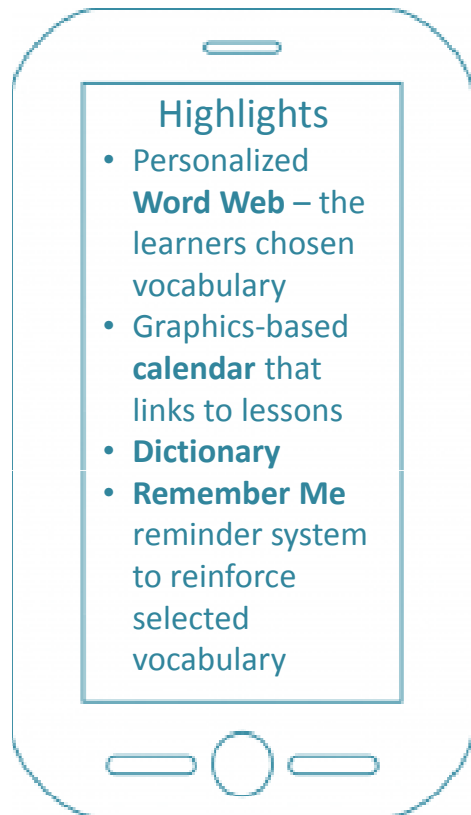 Highlights
• Personalized
Word Web – the
learners chosen
vocabulary
• Graphics-based
calendar that
links to lessons
• Dictionary
• Remember Me
reminder system
to reinforce
selected
vocabulary